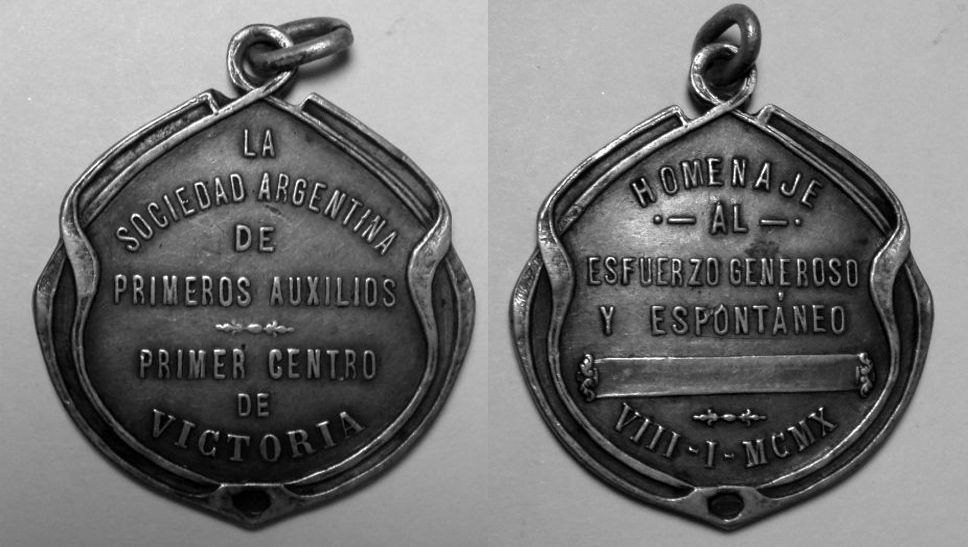 LA
SOCIEDAD ARGENTINA
DE
PRIMEROS AUXILIOS
PRIMER CENTRO
DE
VICTORIA
HOMENAJE
AL
ESFUERZO GENEROSO
Y ESPONTÁNEO
VIII-I-MCMX